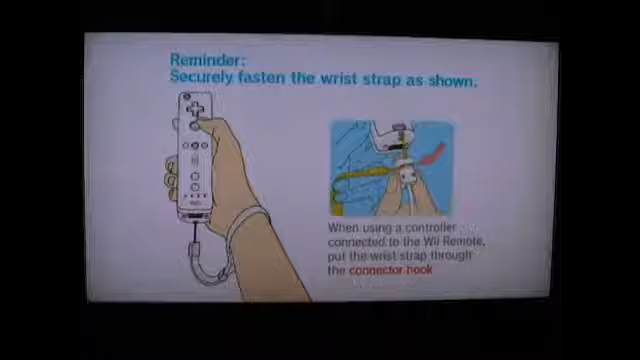 Reminder:
Securely fasten the wrist strap as shown.
When using a controller
connected to the Wii Remote,
put the wrist strap through
the connector hook